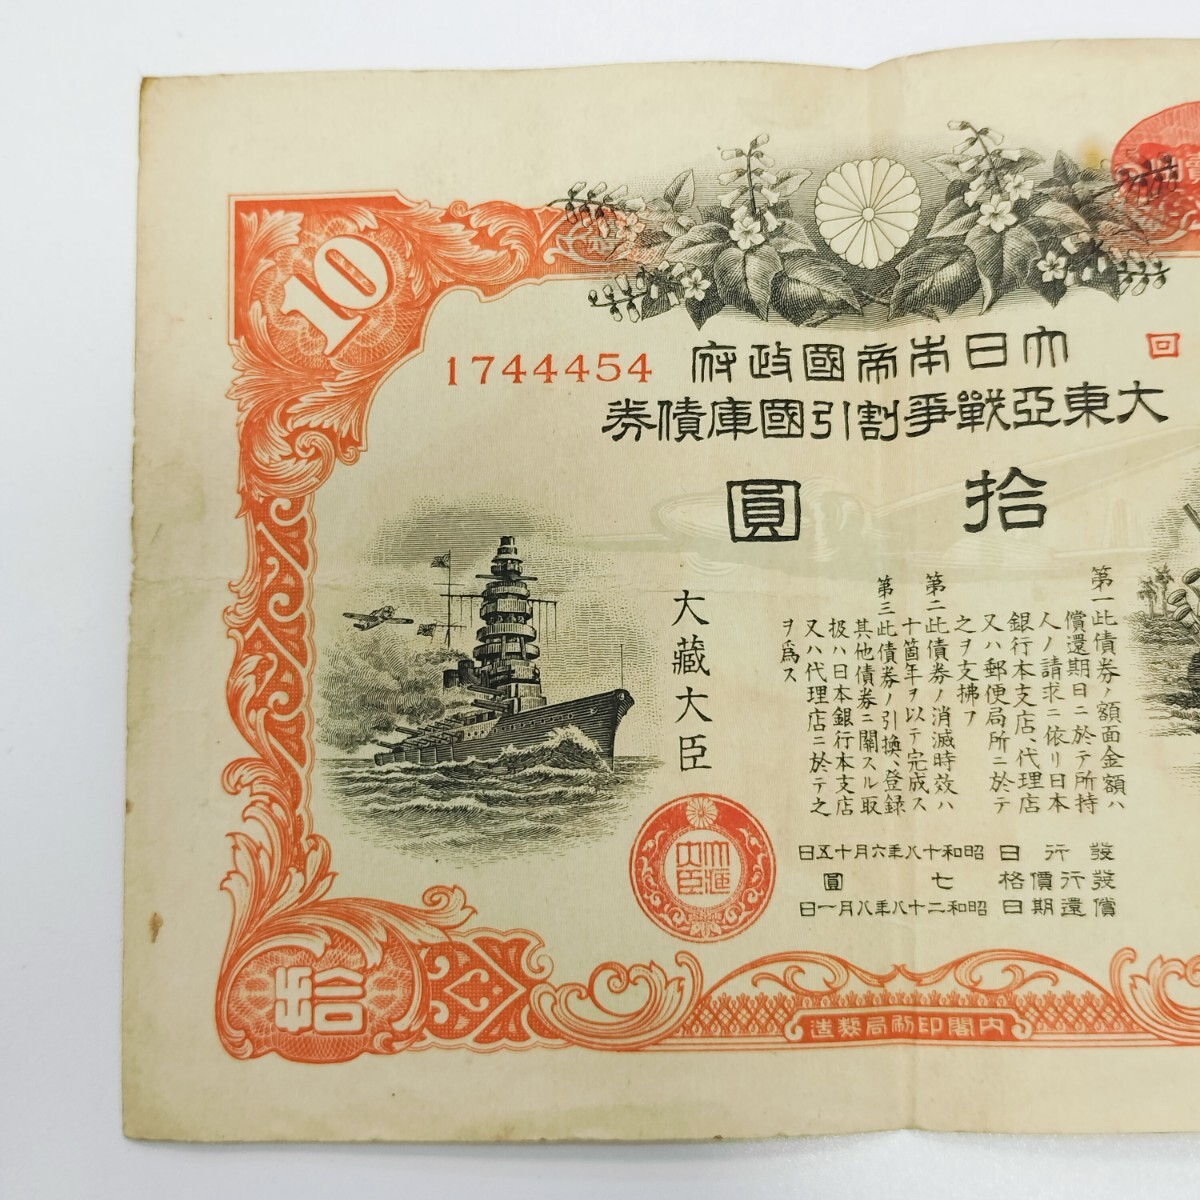 10
1744454
大日本帝國政府
回
大東亞戰爭割引國庫債券
拾圓
第一此債券ノ額面金額ハ
償還期日ニ於テ所持
人ノ請求ニ依リ日本
銀行本支店、代理店
又ハ郵便局所ニ於テ
之ヲ支拂フ
第二此債券ノ消滅時效ハ
十箇年ヲ以テ完成ス
第三此債券ノ引換、登録
其他債券ニ關スル取
扱ハ日本銀行本支店
又ハ代理店ニ於テ之
ヲ爲ス
大藏大臣
大藏大臣
發行日 昭和十八年六月十五日
發行價格 七圓
償還期日 昭和二十八年八月一日
拾
內閣印刷局製造